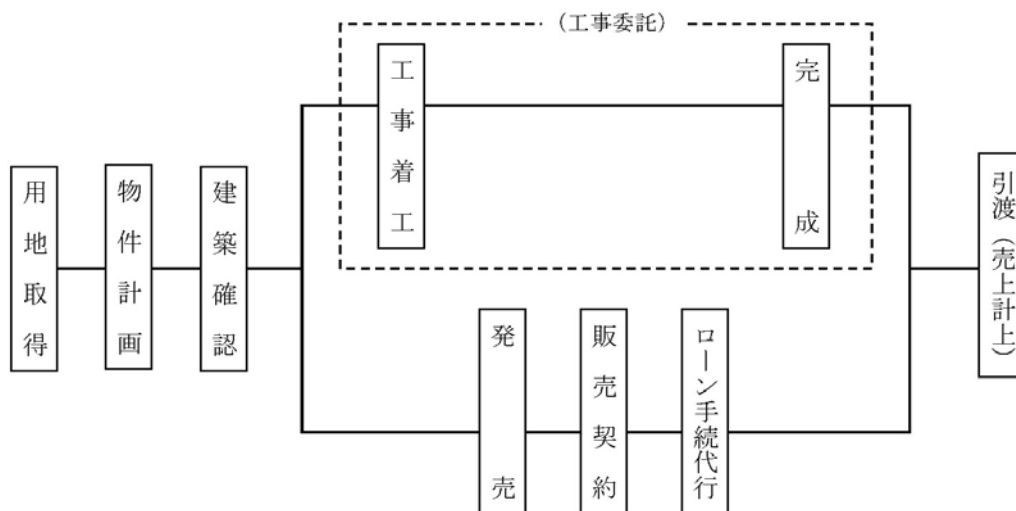 用地取得
物件計画
建築確認
（工事委託）
工事着工
完成
発売
販売契約
ローン手続代行
引渡（売上計上）